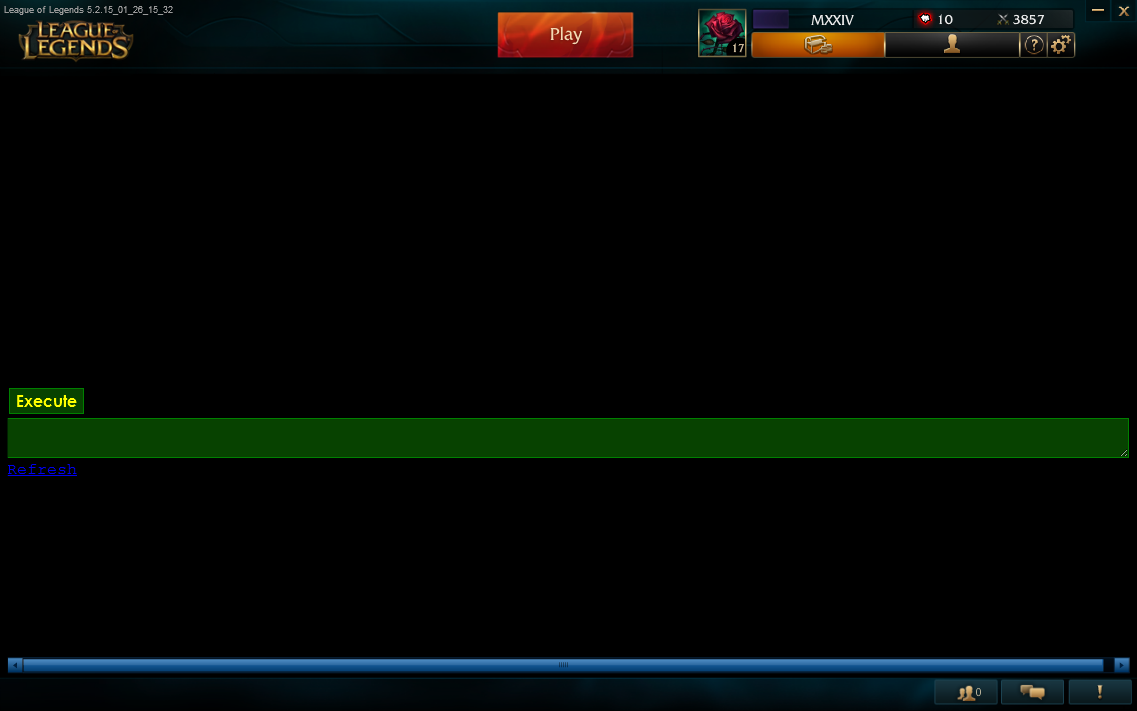 League of Legends 5.2.15_01_26_15_32
LEAGUE OF LEGENDS
Play
17
MXXIV
10
3857
?
Execute
Refresh
0
!